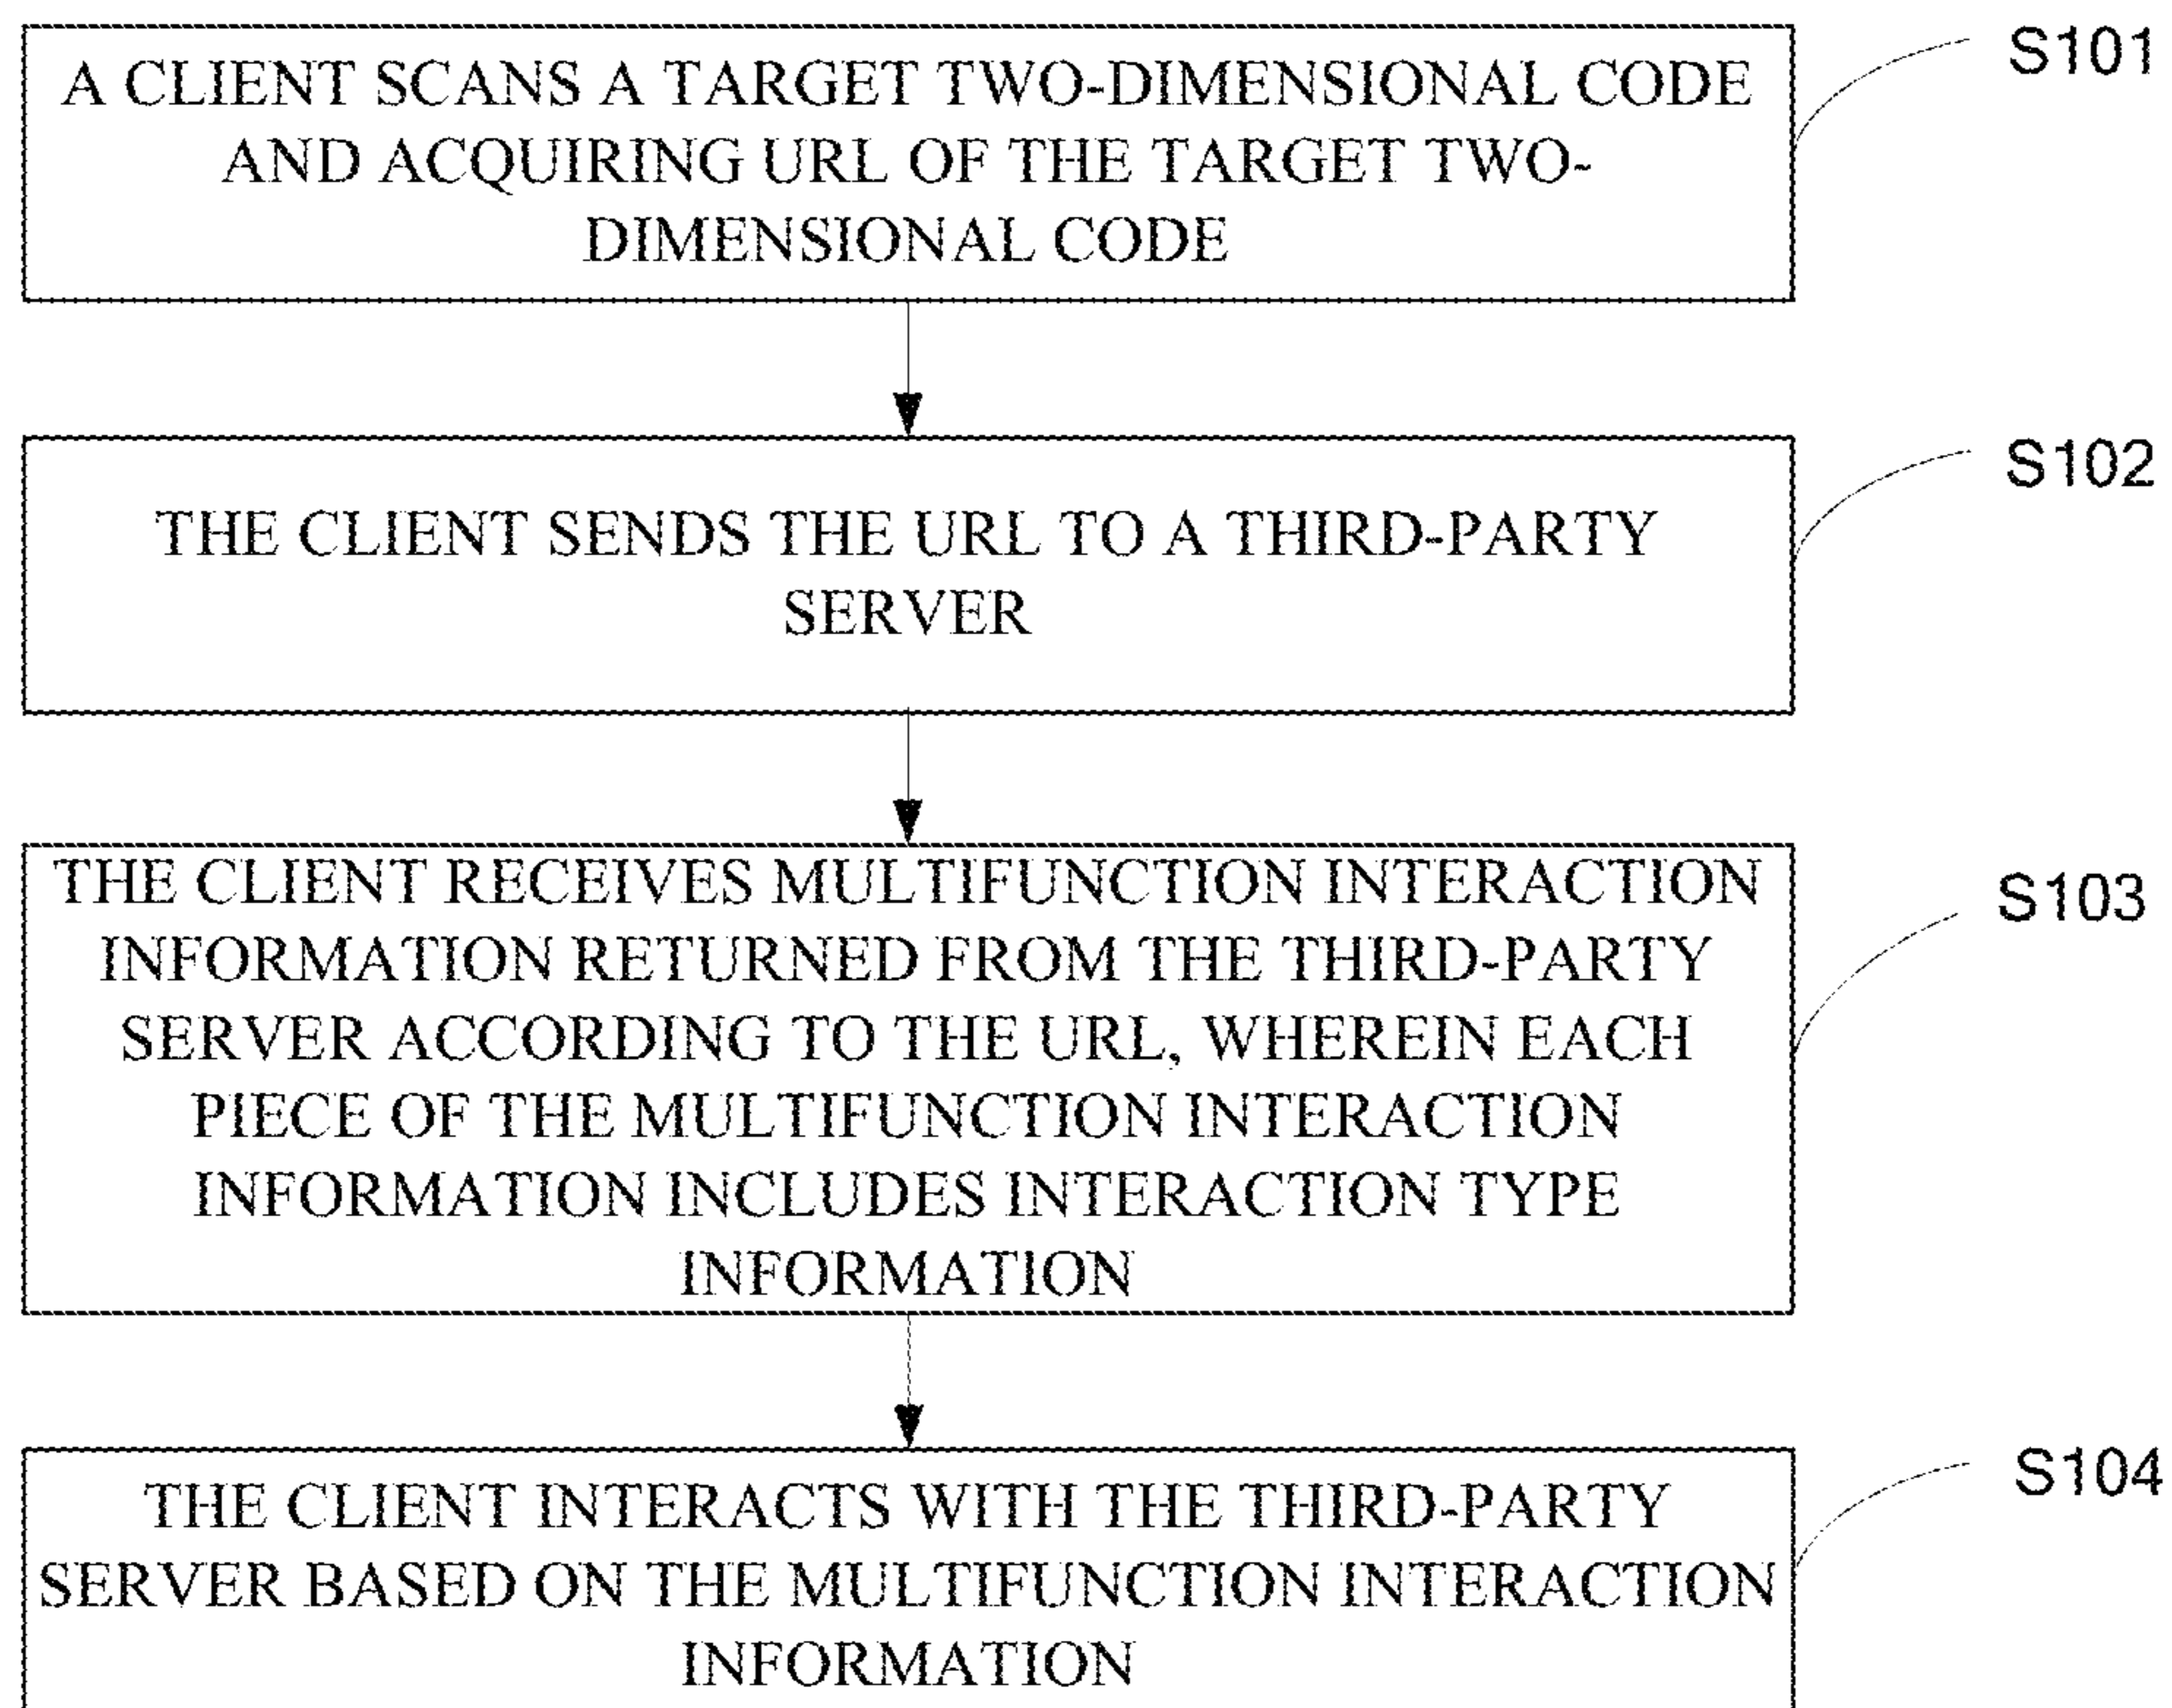 A CLIENT SCANS A TARGET TWO-DIMENSIONAL CODE
AND ACQUIRING URL OF THE TARGET TWO-
DIMENSIONAL CODE
S101
THE CLIENT SENDS THE URL TO A THIRD-PARTY
SERVER
S102
THE CLIENT RECEIVES MULTIFUNCTION INTERACTION
INFORMATION RETURNED FROM THE THIRD-PARTY
SERVER ACCORDING TO THE URL, WHEREIN EACH
PIECE OF THE MULTIFUNCTION INTERACTION
INFORMATION INCLUDES INTERACTION TYPE
INFORMATION
S103
THE CLIENT INTERACTS WITH THE THIRD-PARTY
SERVER BASED ON THE MULTIFUNCTION INTERACTION
INFORMATION
S104